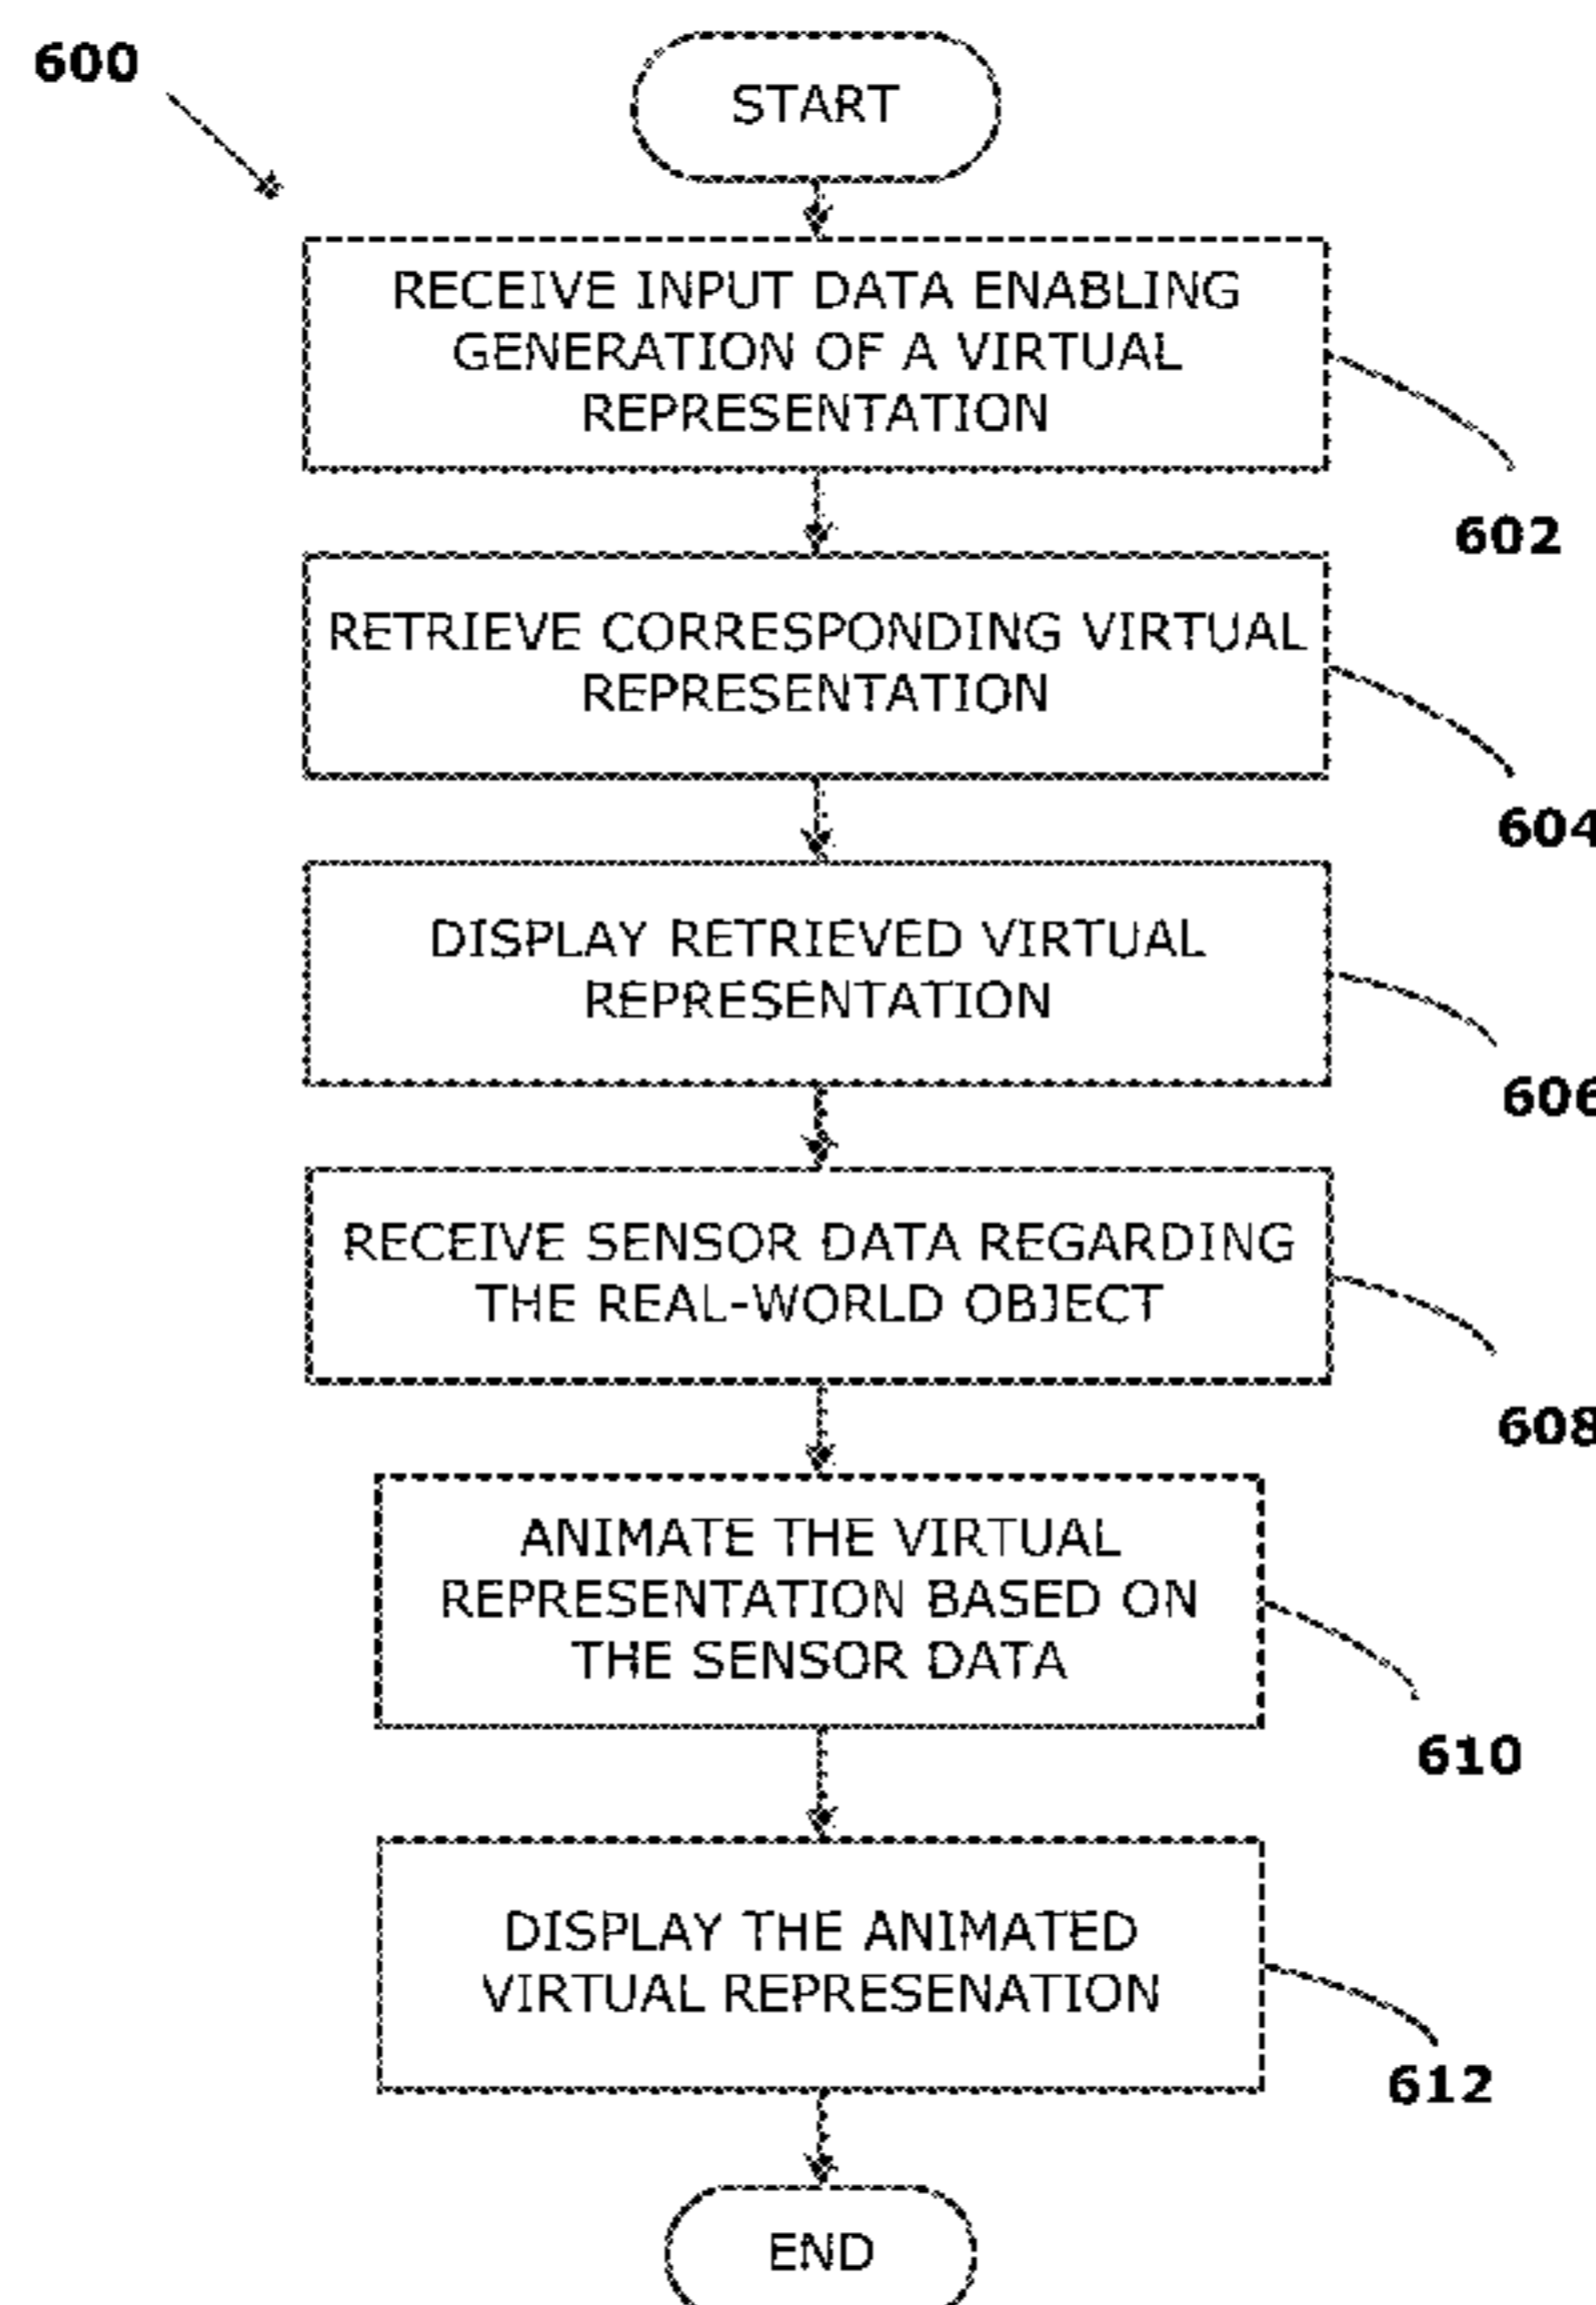 600
START
RECEIVE INPUT DATA ENABLING
GENERATION OF A VIRTUAL
REPRESENTATION
602
RETRIEVE CORRESPONDING VIRTUAL
REPRESENTATION
604
DISPLAY RETRIEVED VIRTUAL
REPRESENTATION
606
RECEIVE SENSOR DATA REGARDING
THE REAL-WORLD OBJECT
608
ANIMATE THE VIRTUAL
REPRESENTATION BASED ON
THE SENSOR DATA
610
DISPLAY THE ANIMATED
VIRTUAL REPRESENATION
612
END